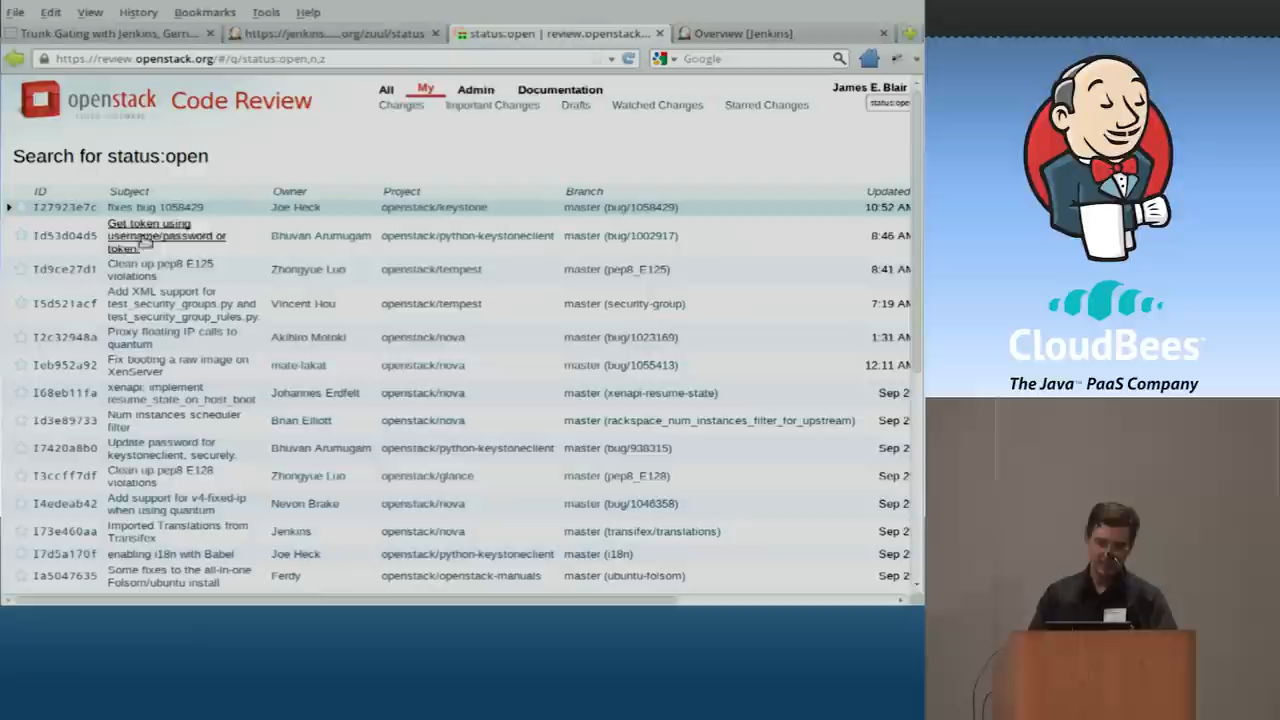 File Edit View History Bookmarks Tools Help
Trunk Gating with Jenkins, Gerr...
https://jenkins.....org/zuul/status
status:open | review.openstack...
Overview [Jenkins]
https://review.openstack.org/#/q/status:open,n,z
Google
openstack Code Review
All My Admin Documentation
Changes Important Changes Drafts Watched Changes Starred Changes
James E. Blair
status:ope
Search for status:open
ID Subject Owner Project Branch Updated
I27923e7c fixes bug 1058429 Joe Heck openstack/keystone master (bug/1058429) 10:52 AM
Id53d04d5 Get token using username/password or token. Bhuvan Arumugam openstack/python-keystoneclient master (bug/1002917) 8:46 AM
Id9ce27d1 Clean up pep8 E125 violations Zhongyue Luo openstack/tempest master (pep8_E125) 8:41 AM
I5d521acf Add XML support for test_security_groups.py and test_security_group_rules.py. Vincent Hou openstack/tempest master (security-group) 7:19 AM
I2c32948a Proxy floating IP calls to quantum Akihiro Motoki openstack/nova master (bug/1023169) 1:31 AM
Ieb952a92 Fix booting a raw image on XenServer mate-lakat openstack/nova master (bug/1055413) 12:11 AM
I68eb11fa xenapi: implement resume_state_on_host_boot Johannes Erdfelt openstack/nova master (xenapi-resume-state) Sep 2
Id3e89733 Num instances scheduler filter Brian Elliott openstack/nova master (rackspace_num_instances_filter_for_upstream) Sep 2
I7420a8b0 Update password for keystoneclient, securely. Bhuvan Arumugam openstack/python-keystoneclient master (bug/938315) Sep 2
I3ccff7df Clean up pep8 E128 violations Zhongyue Luo openstack/glance master (pep8_E128) Sep 2
I4edeab42 Add support for v4-fixed-ip when using quantum Nevon Brake openstack/nova master (bug/1046358) Sep 2
I73e460aa Imported Translations from Transifex Jenkins openstack/nova master (transifex/translations) Sep 2
I7d5a170f enabling i18n with Babel Joe Heck openstack/python-keystoneclient master (i18n) Sep 2
Ia5047635 Some fixes to the all-in-one Folsom/ubuntu install Ferdy openstack/openstack-manuals master (ubuntu-folsom) Sep 2
CloudBees
The Java™ PaaS Company